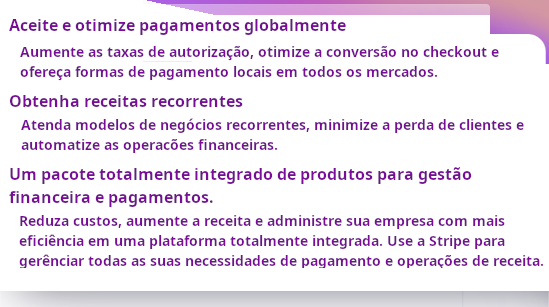 Aceite e otimize pagamentos globalmente
Aumente as taxas de autorização, otimize a conversão no checkout e
ofereça formas de pagamento locais em todos os mercados.
Obtenha receitas recorrentes
Atenda modelos de negócios recorrentes, minimize a perda de clientes e
automatize as operacões financeiras.
Um pacote totalmente integrado de produtos para gestão
financeira e pagamentos.
Reduza custos, aumente a receita e administre sua empresa com mais
eficiência em uma plataforma totalmente integrada. Use a Stripe para
gerênciar todas as suas necessidades de pagamento e operações de receita.